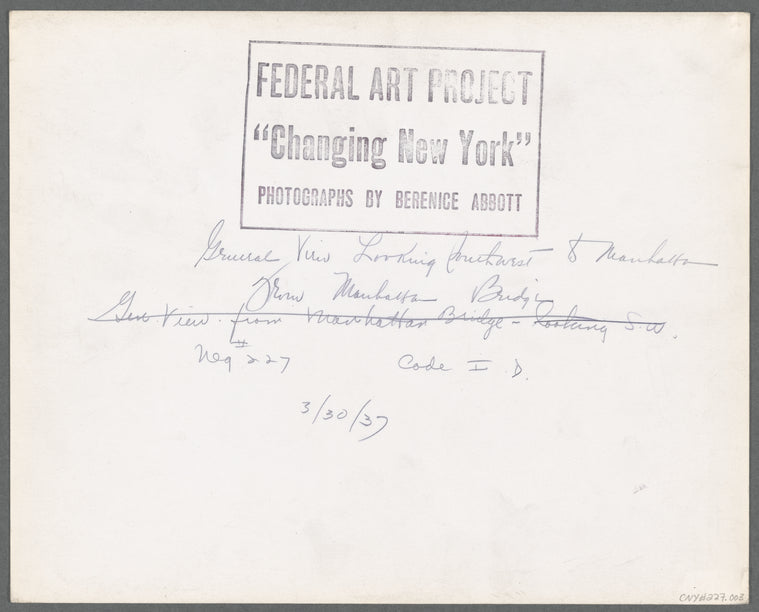 FEDERAL ART PROJECT
"Changing New York"
PHOTOGRAPHS BY BERENICE ABBOTT
General View Looking Southwest to Manhattan
From Manhattan Bridge
Gen. View. from Manhattan Bridge - looking S.W.
Neg # 227 Code I. D.
3/30/37
CNY#227.003